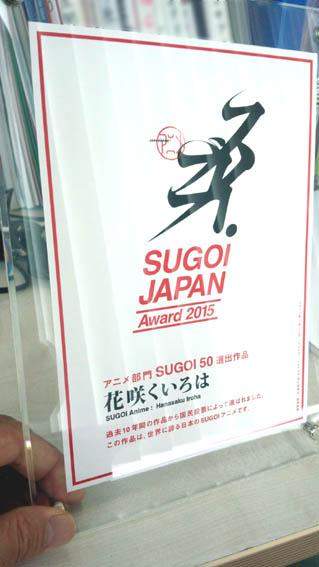 SUGOI
JAPAN
Award 2015
アニメ部門 SUGOI 50 選出作品
花咲くいろは
SUGOI Anime : Hanasaku Iroha
過去10年間の作品から国民投票によって選ばれました。
この作品は、世界に誇る日本のSUGOIアニメです。